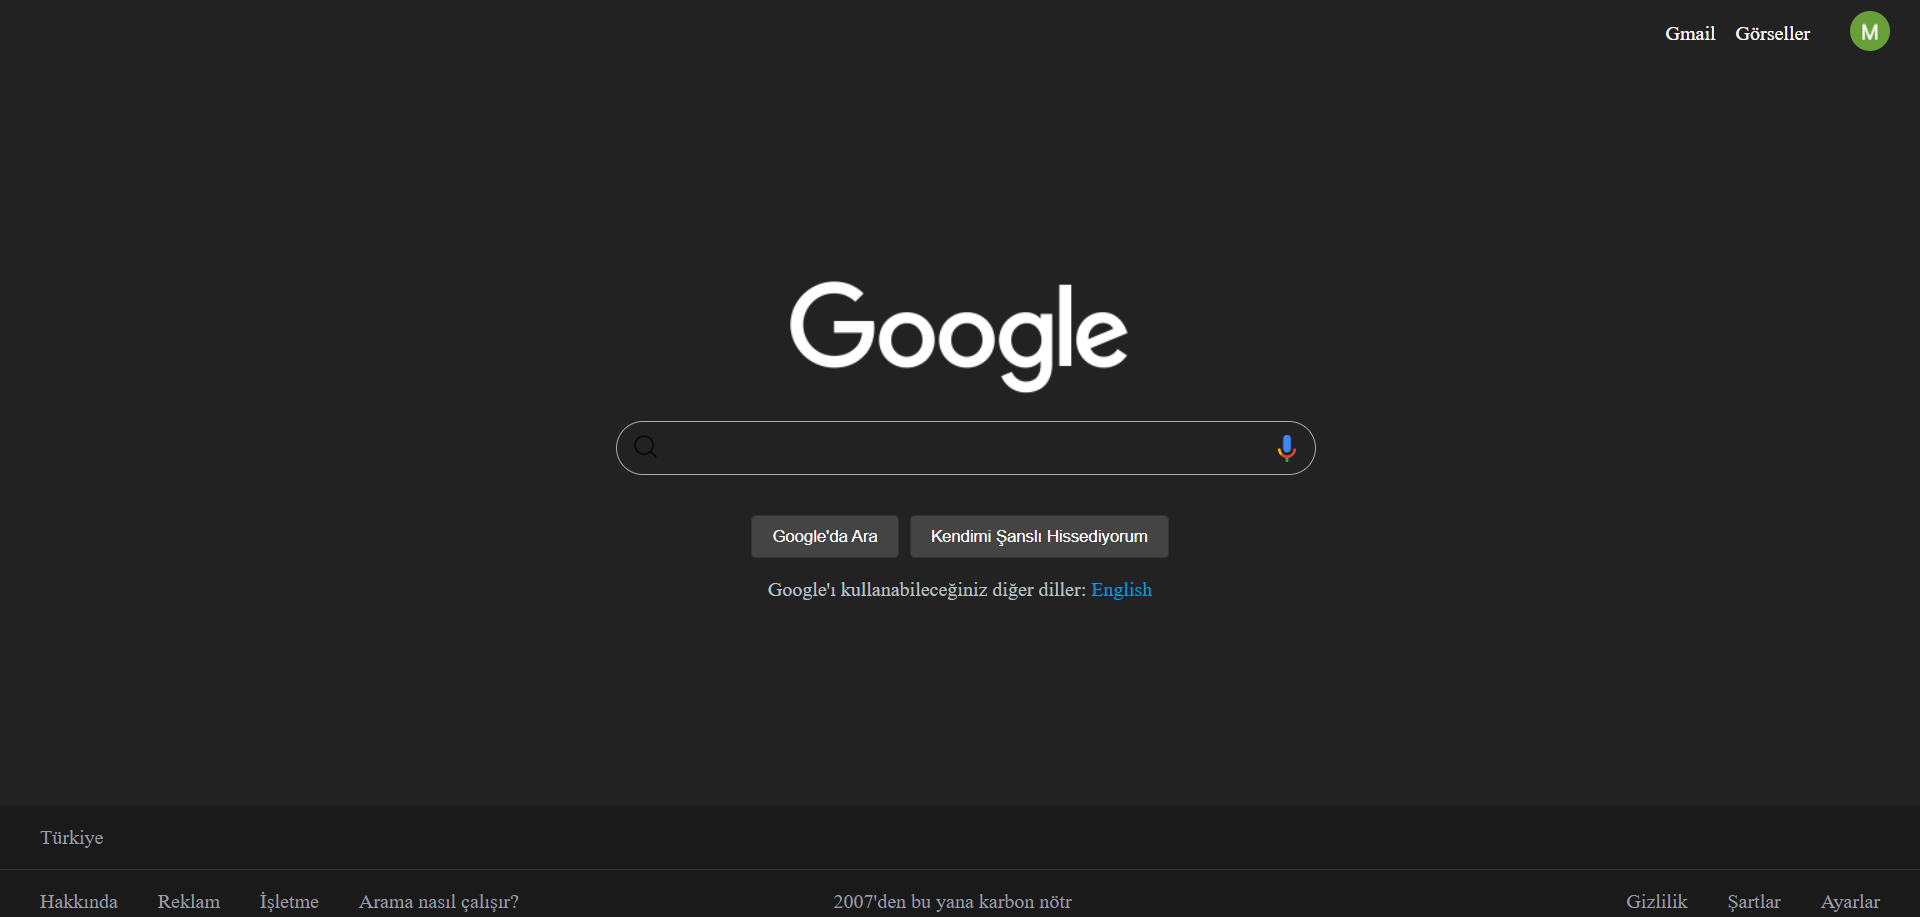 Gmail Görseller M
Google
Google'da Ara Kendimi Şanslı Hissediyorum
Google'ı kullanabileceğiniz diğer diller: English
Türkiye
Hakkında Reklam İşletme Arama nasıl çalışır? 2007'den bu yana karbon nötr Gizlilik Şartlar Ayarlar